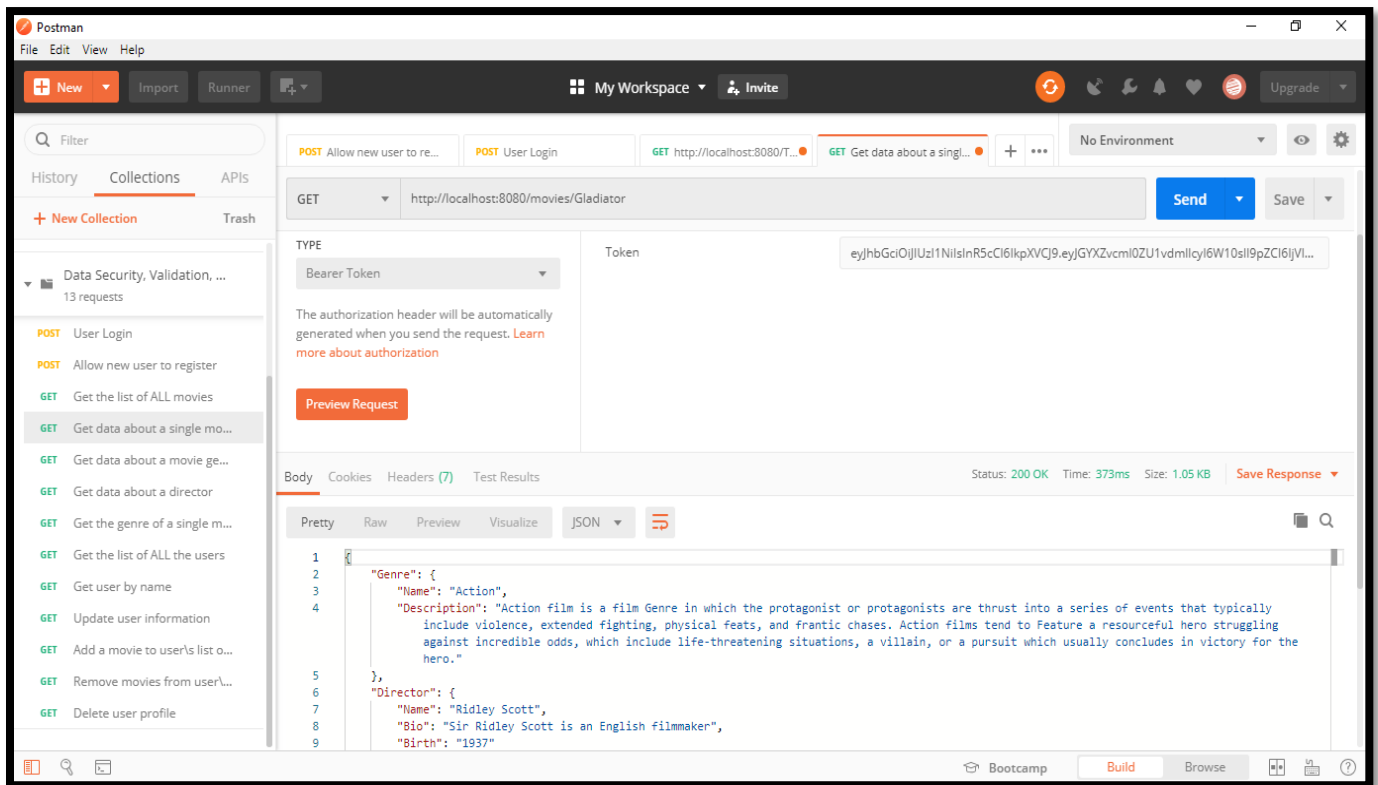 Postman
File Edit View Help
New Import Runner My Workspace Invite Upgrade
Filter
History Collections APIs
+ New Collection Trash
Data Security, Validation, ...
13 requests
POST User Login
POST Allow new user to register
GET Get the list of ALL movies
GET Get data about a single mo...
GET Get data about a movie ge...
GET Get data about a director
GET Get the genre of a single m...
GET Get the list of ALL the users
GET Get user by name
GET Update user information
GET Add a movie to user\s list o...
GET Remove movies from user\...
GET Delete user profile
POST Allow new user to re... POST User Login GET http://localhost:8080/T... GET Get data about a singl... + ... No Environment
GET http://localhost:8080/movies/Gladiator Send Save
TYPE
Bearer Token
The authorization header will be automatically
generated when you send the request. Learn
more about authorization
Preview Request
Token
Body Cookies Headers (7) Test Results Status: 200 OK Time: 373ms Size: 1.05 KB Save Response
Pretty Raw Preview Visualize JSON
1 {
2 "Genre": {
3 "Name": "Action",
4 "Description": "Action film is a film Genre in which the protagonist or protagonists are thrust into a series of events that typically
include violence, extended fighting, physical feats, and frantic chases. Action films tend to Feature a resourceful hero struggling
against incredible odds, which include life-threatening situations, a villain, or a pursuit which usually concludes in victory for the
hero."
5 },
6 "Director": {
7 "Name": "Ridley Scott",
8 "Bio": "Sir Ridley Scott is an English filmmaker",
9 "Birth": "1937"
Bootcamp Build Browse